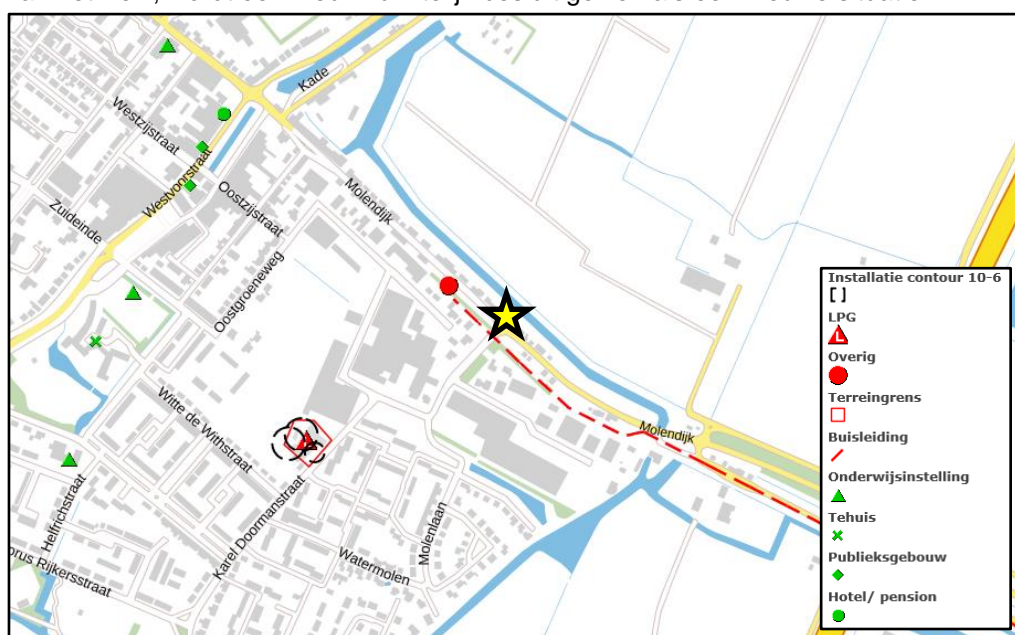 Kade
Westzijstraat
Westvoorstraat
Molendijk
Zuideinde
Oostzijstraat
Oostgroeneweg
Witte de Withstraat
Molendijk
Helfrichstraat
Karel Doormanstraat
Molenlaan
Watermolen
orus Rijkersstraat
Installatie contour 10-6
LPG
L
Overig
Terreingrens
Buisleiding
Onderwijsinstelling
Tehuis
Publieksgebouw
Hotel/ pension